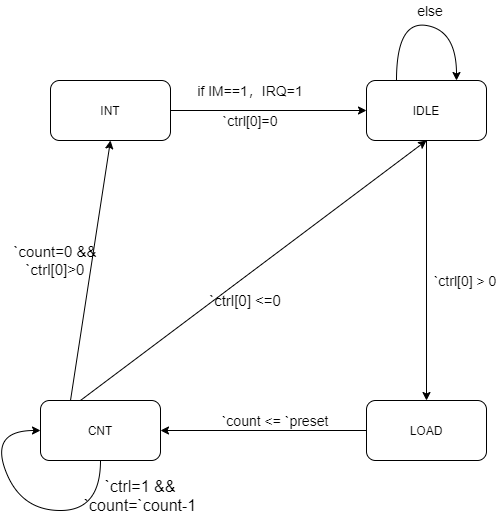 else
if IM==1， IRQ=1
INT
IDLE
`ctrl[0]=0
`count=0 &&
`ctrl[0]>0
`ctrl[0] > 0
`ctrl[0] <=0
`count <= `preset
CNT
LOAD
`ctrl=1 &&
`count=`count-1